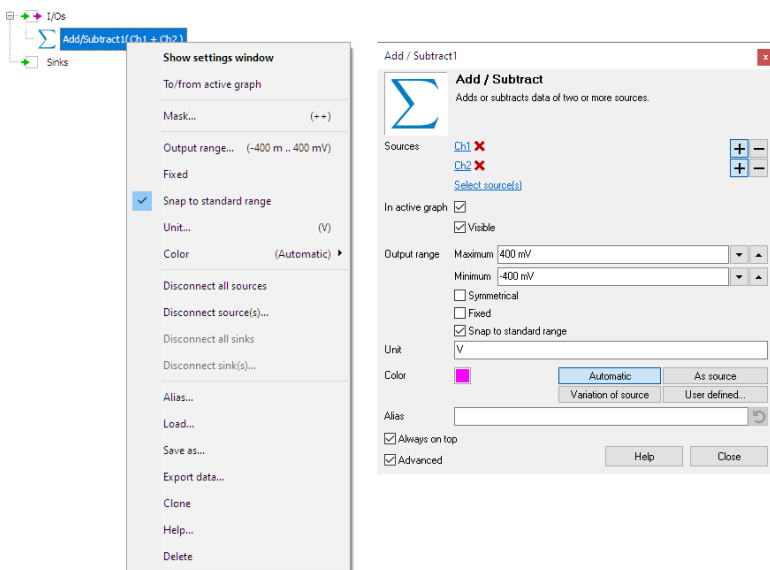 I/Os
Add/Subtract1(Ch1 + Ch2)
Sinks
Show settings window
To/from active graph
Mask... (++)
Output range... (-400 m .. 400 mV)
Fixed
Snap to standard range
Unit... (V)
Color (Automatic)
Disconnect all sources
Disconnect source(s)...
Disconnect all sinks
Disconnect sink(s)...
Alias...
Load...
Save as...
Export data...
Clone
Help...
Delete
Add / Subtract1
x
Add / Subtract
Adds or subtracts data of two or more sources.
Sources Ch1
Ch2
Select source(s)
In active graph
Visible
Output range Maximum 400 mV
Minimum -400 mV
Symmetrical
Fixed
Snap to standard range
Unit V
Color Automatic As source
Variation of source User defined...
Alias
Always on top
Advanced Help Close